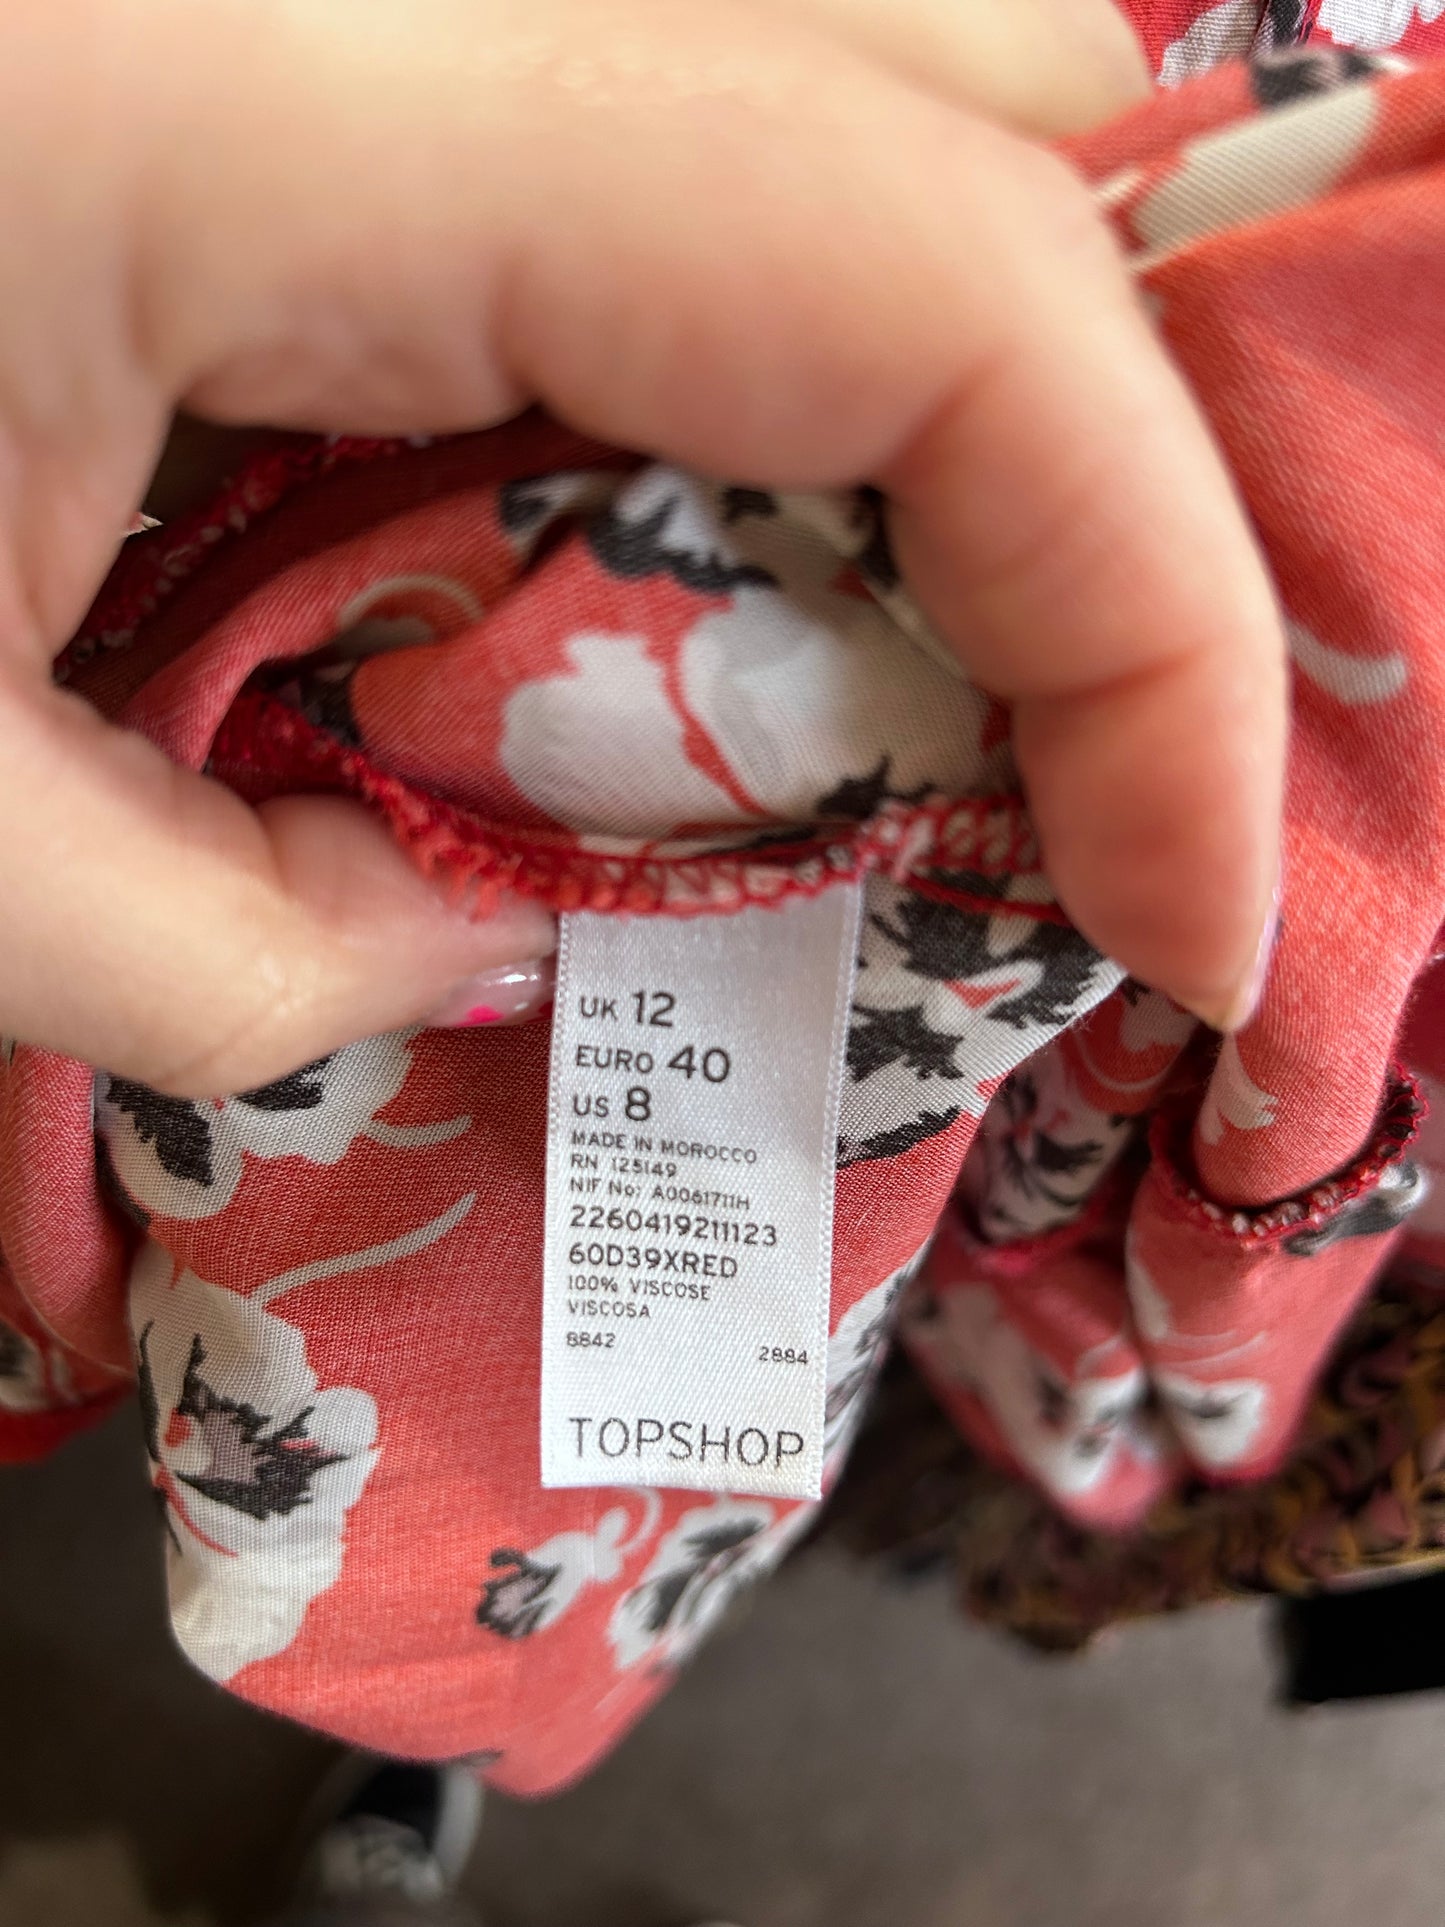 UK 12
EURO 40
US 8
MADE IN MOROCCO
RN 125149
NIF No: A0061711H
2260419211123
60D39XRED
100% VISCOSE
VISCOSA
8842 2884
TOPSHOP